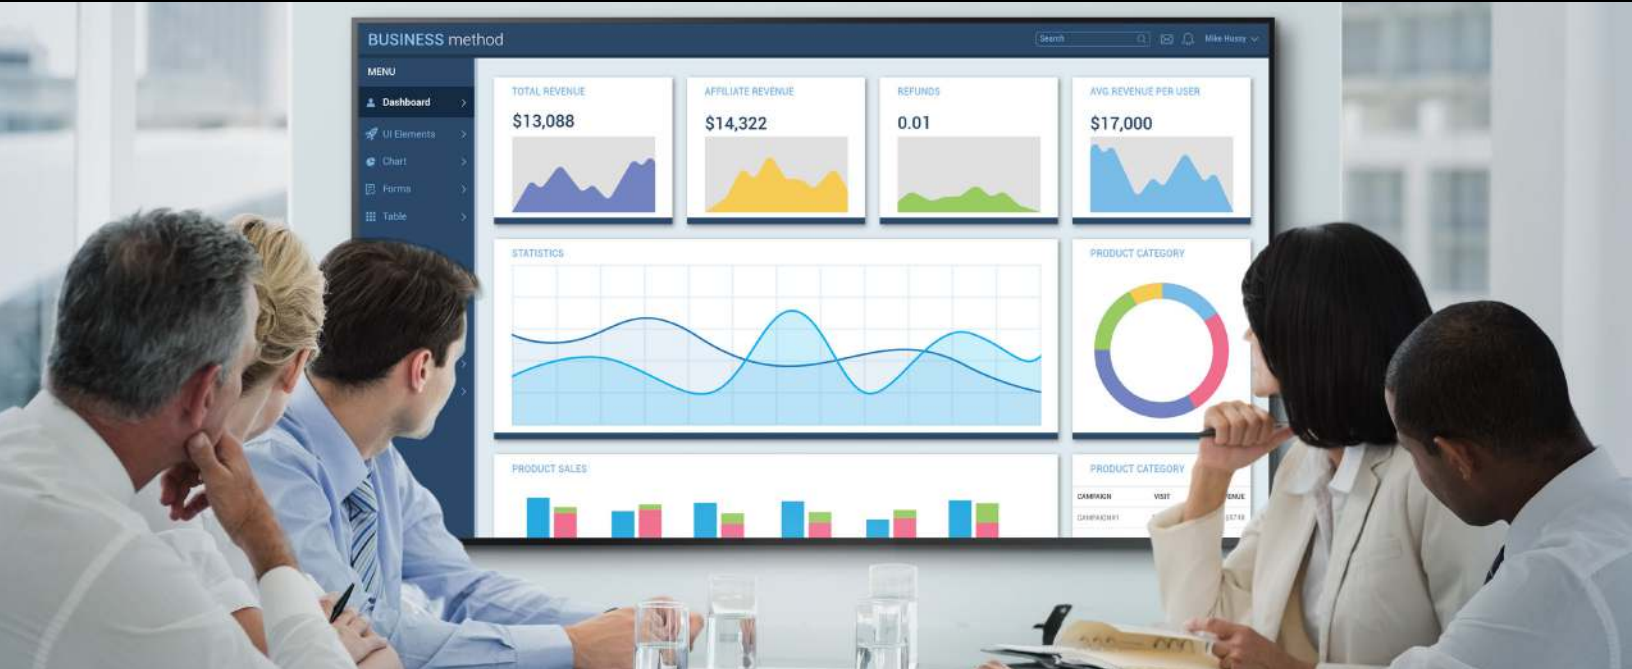 BUSINESS method
Search
Mike Hussy
MENU
Dashboard
UI Elements
Chart
Forms
Table
TOTAL REVENUE
$13,088
AFFILIATE REVENUE
$14,322
REFUNDS
0.01
AVG REVENUE PER USER
$17,000
STATISTICS
PRODUCT CATEGORY
PRODUCT SALES
PRODUCT CATEGORY
CAMPAIGN VISIT
CAMPAIGN#1